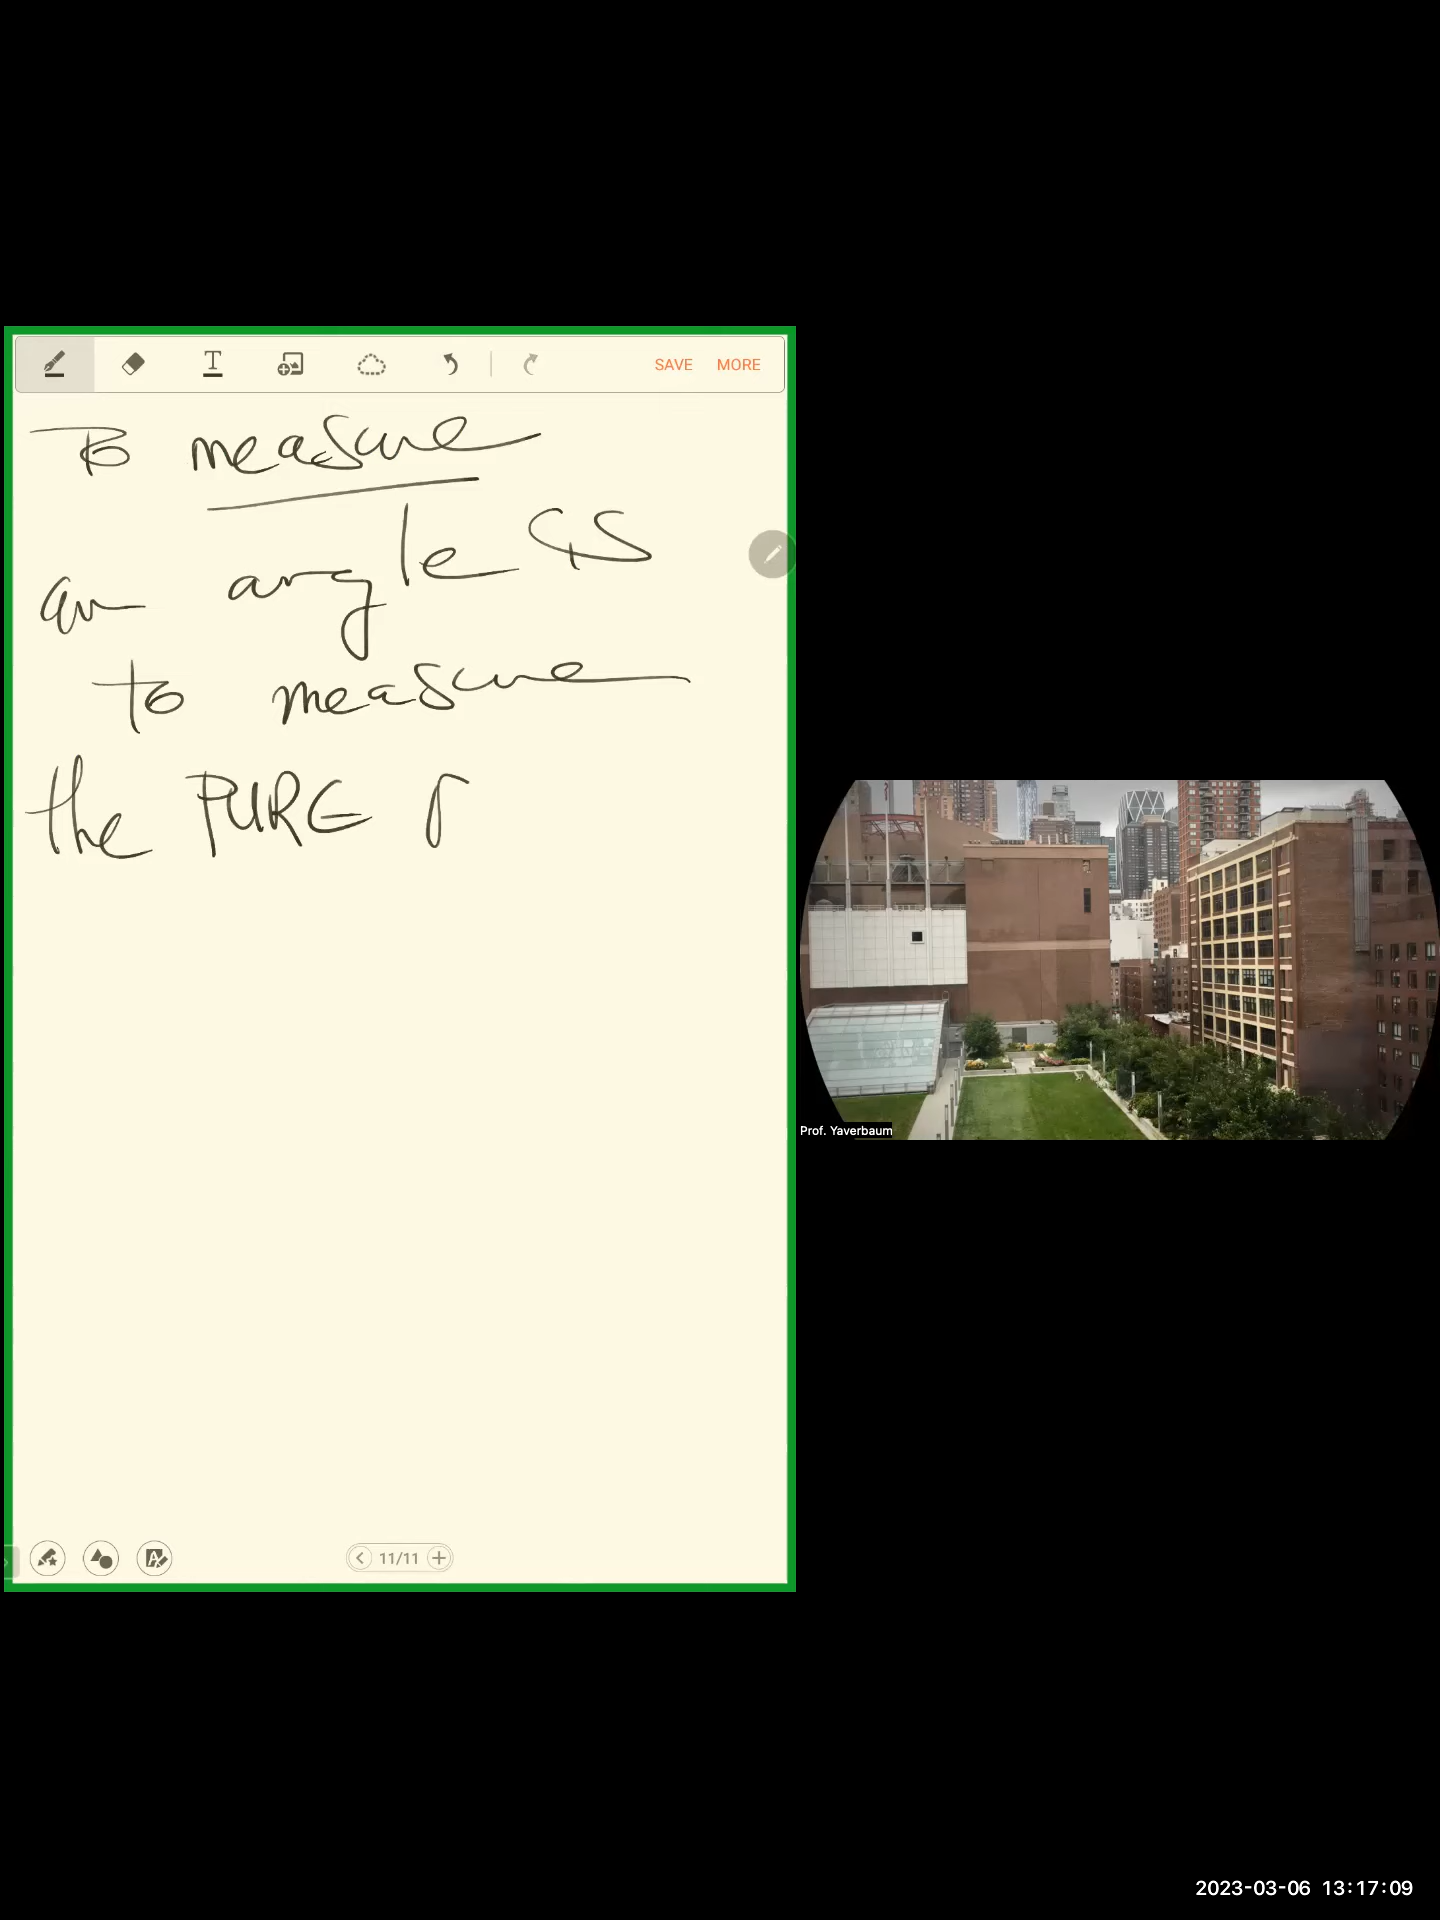 T
SAVE
MORE
To measure
an angle is
to measure
the PURE
11/11
A
Prof. Yaverbaum
2023-03-06 13:17:09